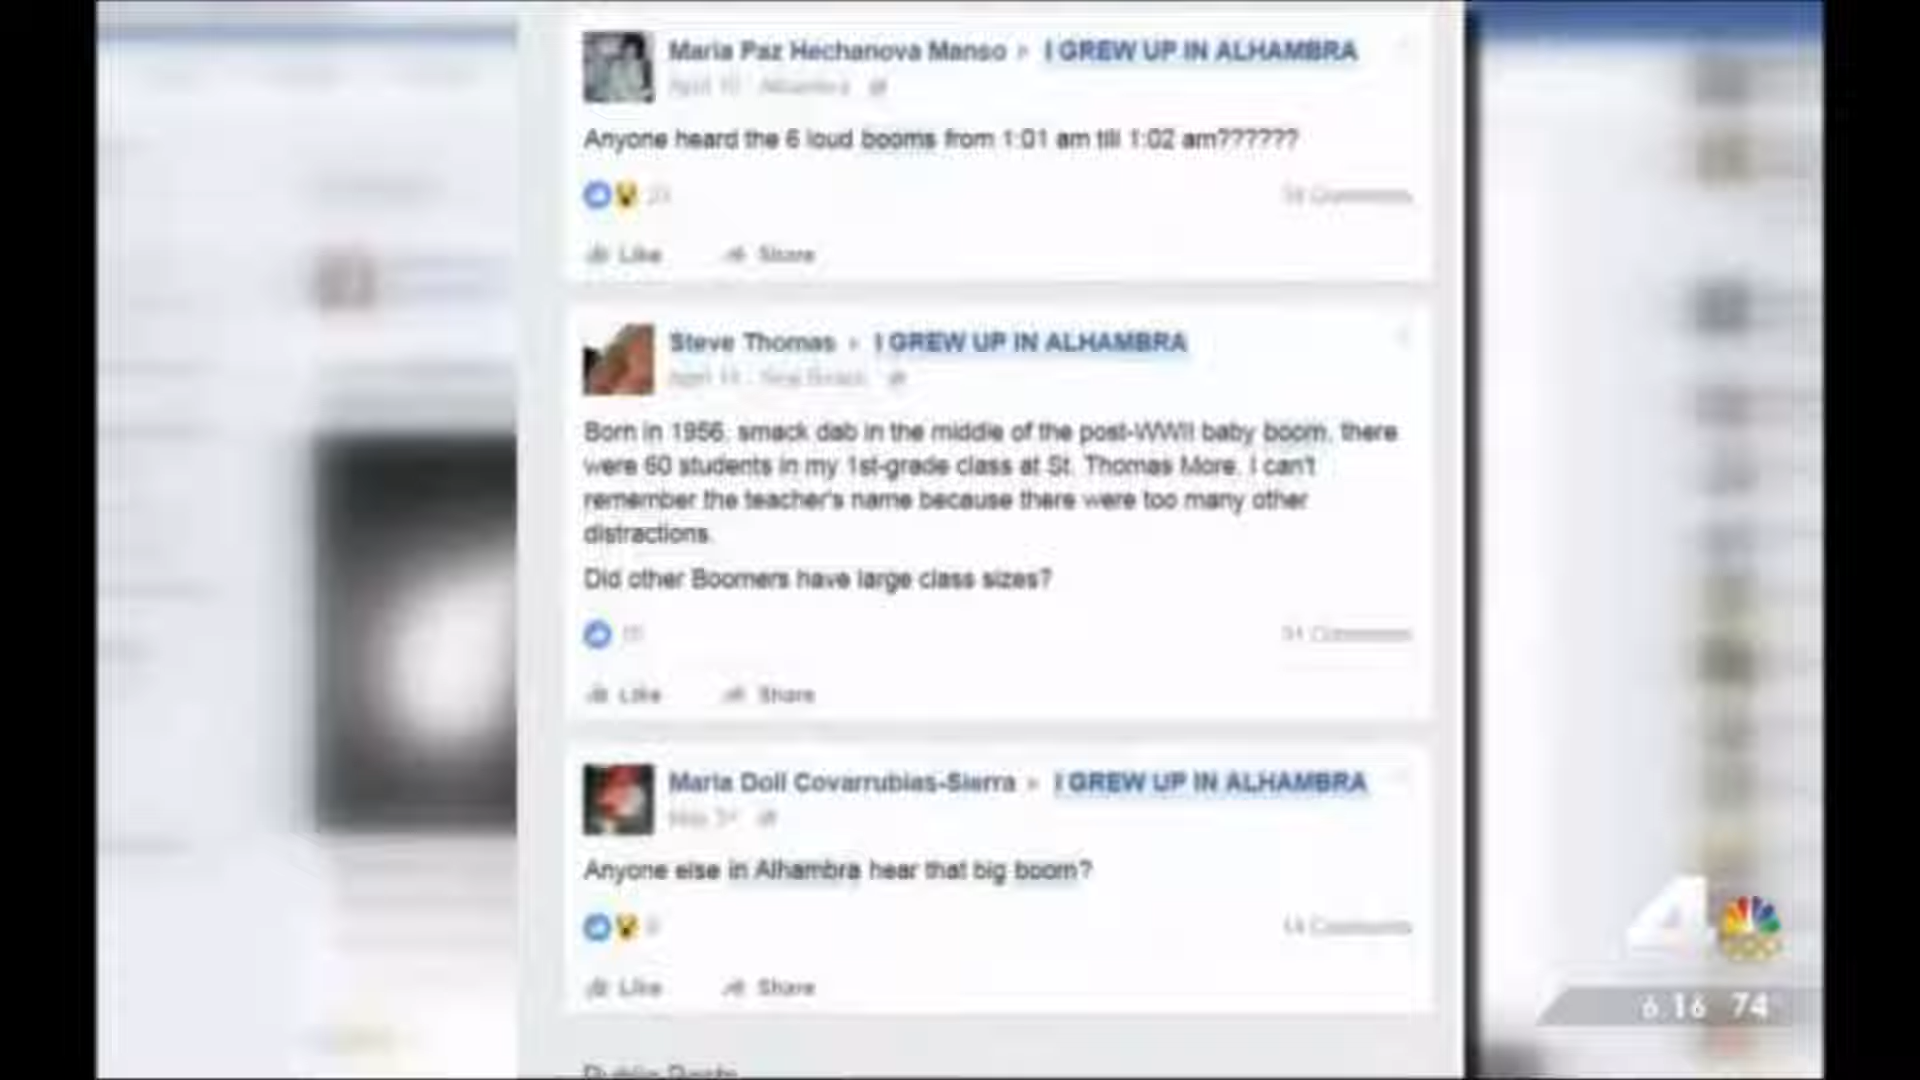 Maria Paz Hechanova Manso ▸ I GREW UP IN ALHAMBRA
Anyone heard the 6 loud booms from 1:01 am till 1:02 am??????
Like Share
Steve Thomas ▸ I GREW UP IN ALHAMBRA
Born in 1956, smack dab in the middle of the post-WWII baby boom, there
were 60 students in my 1st-grade class at St. Thomas More. I can't
remember the teacher's name because there were too many other
distractions.
Did other Boomers have large class sizes?
Like Share
Maria Doll Covarrubias-Sierra ▸ I GREW UP IN ALHAMBRA
Anyone else in Alhambra hear that big boom?
14 Comments
Like Share
4
6:16 74